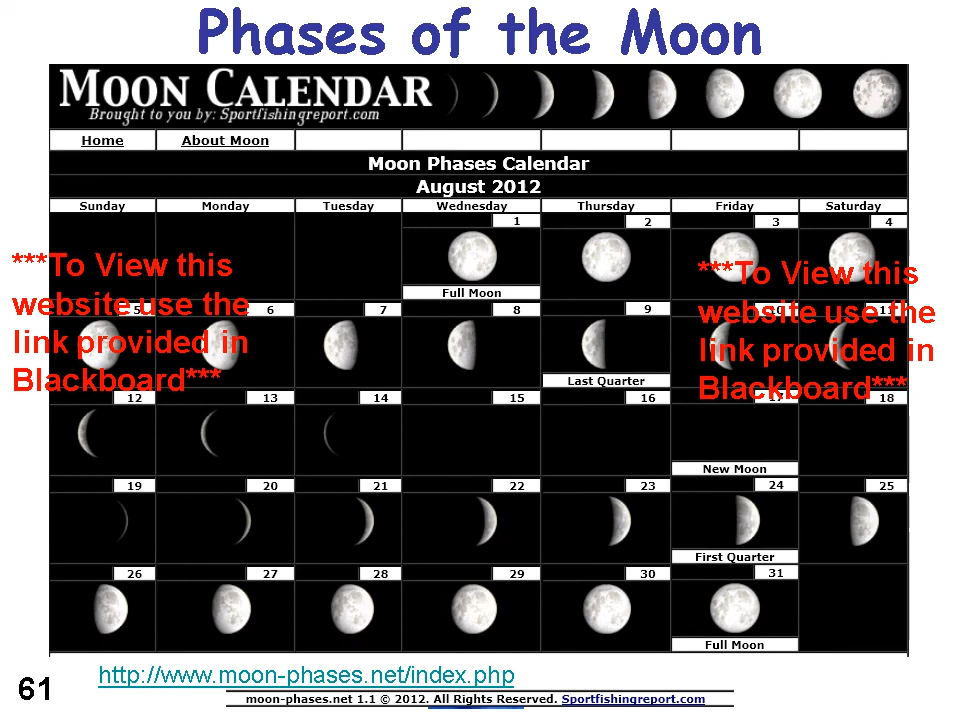 Phases of the Moon
MOON CALENDAR
Brought to you by: Sportfishingreport.com
Home About Moon
Moon Phases Calendar
August 2012
Sunday Monday Tuesday Wednesday Thursday Friday Saturday
1 2 3 4
Full Moon
***To View this
website use the
link provided in
Blackboard***
***To View this
website use the
link provided in
Blackboard***
5 6 7 8 9 10 11
Last Quarter
12 13 14 15 16 17 18
New Moon
19 20 21 22 23 24 25
First Quarter
26 27 28 29 30 31
Full Moon
http://www.moon-phases.net/index.php
61
moon-phases.net 1.1 © 2012. All Rights Reserved. Sportfishingreport.com